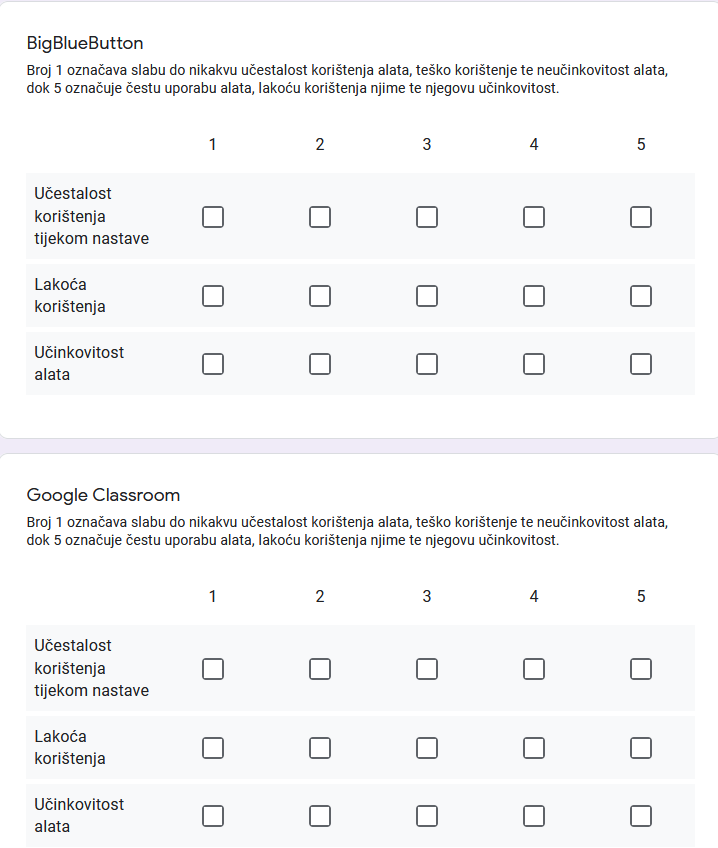 BigBlueButton
Broj 1 označava slabu do nikakvu učestalost korištenja alata, teško korištenje te neučinkovitost alata,
dok 5 označuje čestu uporabu alata, lakoću korištenja njime te njegovu učinkovitost.
1 2 3 4 5
Učestalost
korištenja
tijekom nastave
Lakoća
korištenja
Učinkovitost
alata
Google Classroom
Broj 1 označava slabu do nikakvu učestalost korištenja alata, teško korištenje te neučinkovitost alata,
dok 5 označuje čestu uporabu alata, lakoću korištenja njime te njegovu učinkovitost.
1 2 3 4 5
Učestalost
korištenja
tijekom nastave
Lakoća
korištenja
Učinkovitost
alata